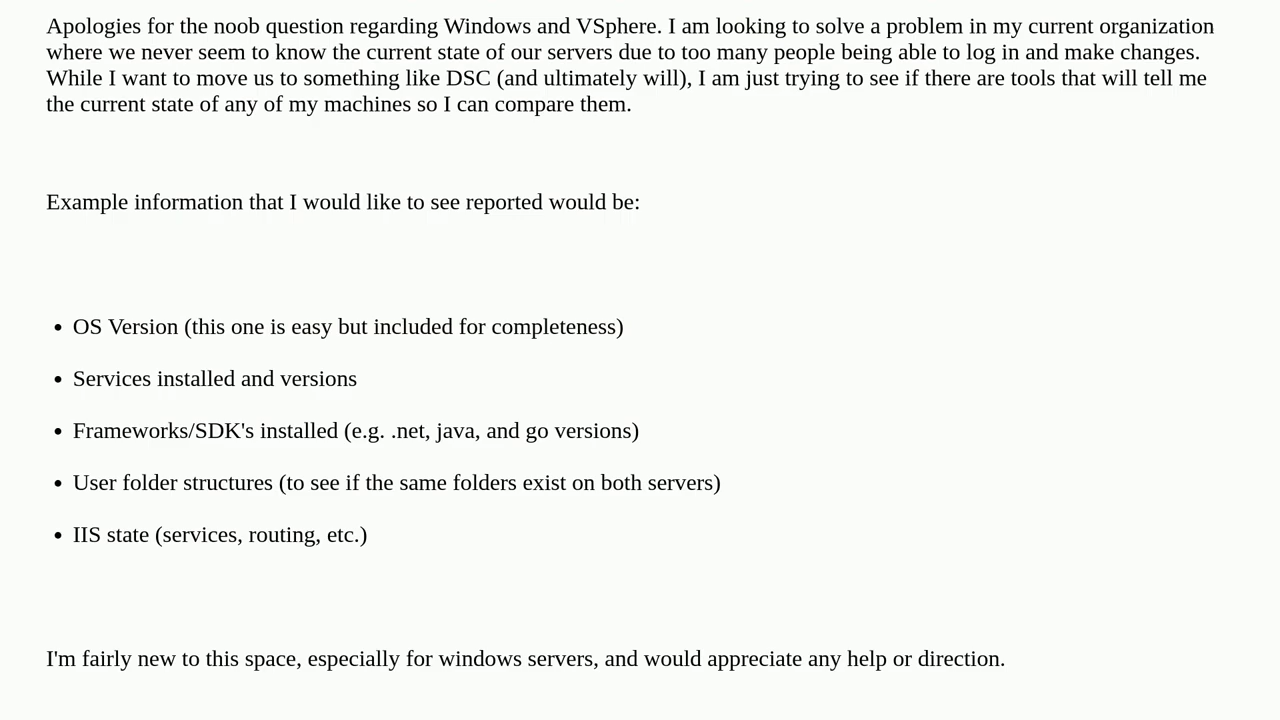 Apologies for the noob question regarding Windows and VSphere. I am looking to solve a problem in my current organization
where we never seem to know the current state of our servers due to too many people being able to log in and make changes.
While I want to move us to something like DSC (and ultimately will), I am just trying to see if there are tools that will tell me
the current state of any of my machines so I can compare them.
Example information that I would like to see reported would be:
• OS Version (this one is easy but included for completeness)
• Services installed and versions
• Frameworks/SDK's installed (e.g. .net, java, and go versions)
• User folder structures (to see if the same folders exist on both servers)
• IIS state (services, routing, etc.)
I'm fairly new to this space, especially for windows servers, and would appreciate any help or direction.